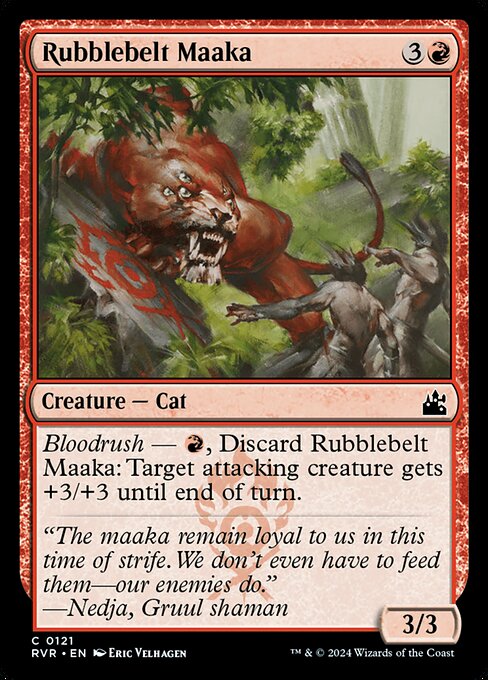 Rubblebelt Maaka 3
Creature — Cat
Bloodrush — , Discard Rubblebelt
Maaka: Target attacking creature gets
+3/+3 until end of turn.
“The maaka remain loyal to us in this
time of strife. We don’t even have to feed
them—our enemies do.”
—Nedja, Gruul shaman
3/3
C 0121
RVR • EN Eric Velhagen
™ & © 2024 Wizards of the Coast